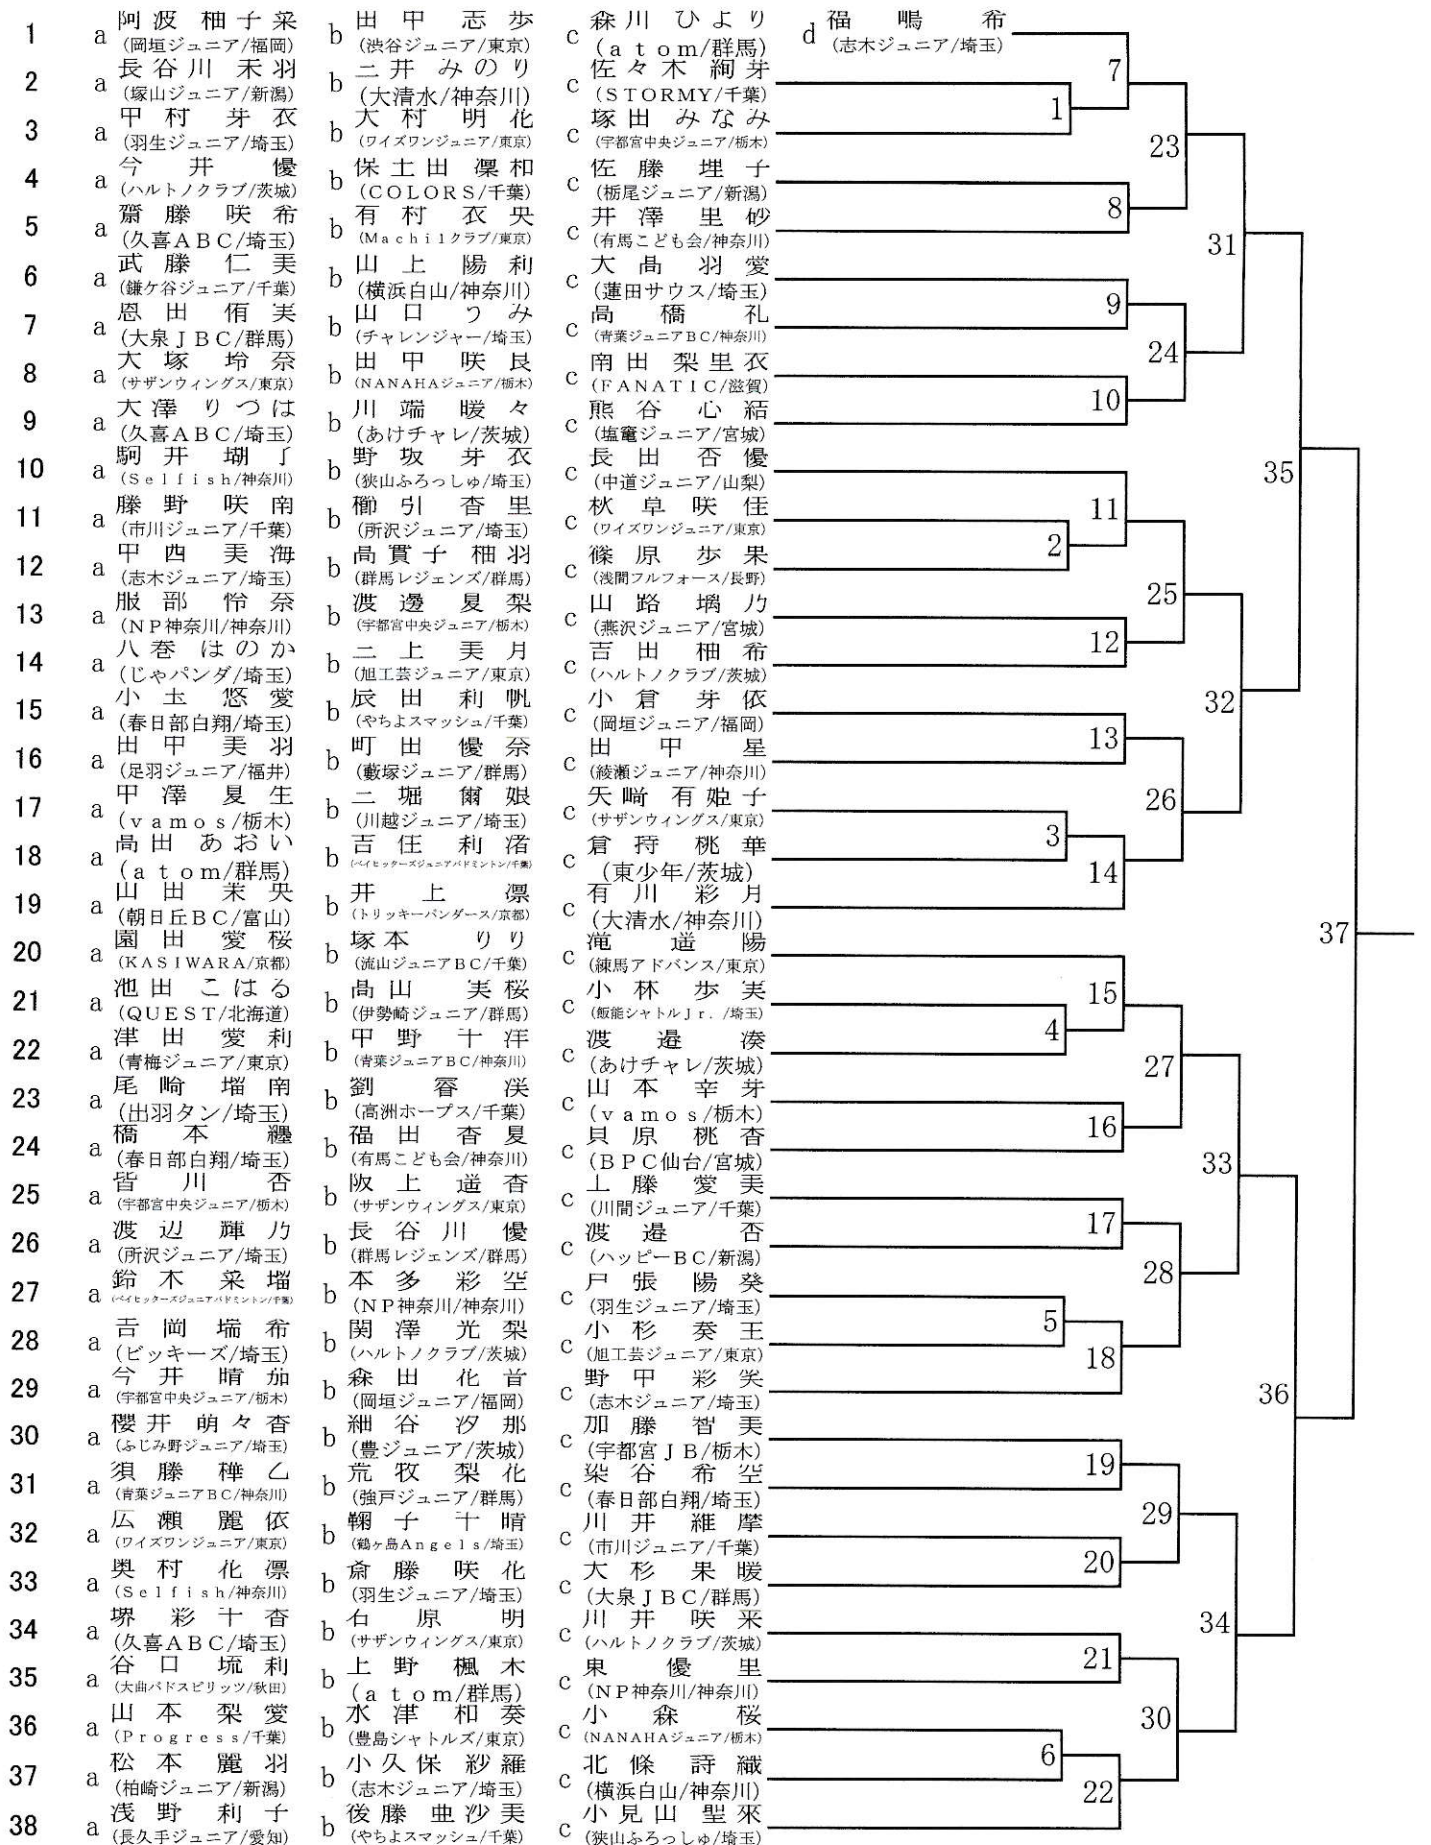 1 a 阿波柚子菜 b 田中志歩 c 森川ひより d 福嶋希
(岡垣ジュニア/福岡) (渋谷ジュニア/東京) (atom/群馬) (志木ジュニア/埼玉)
2 a 長谷川未羽 b 二井みのり c 佐々木絢芽
(塚山ジュニア/新潟) (大清水/神奈川) (STORMY/千葉)
3 a 中村芽衣 b 大村明花 c 塚田みなみ
(羽生ジュニア/埼玉) (ワイズワンジュニア/東京) (宇都宮中央ジュニア/栃木)
4 a 今井優 b 保土田凜和 c 佐藤埋子
(ハルトノクラブ/茨城) (COLORS/千葉) (栃尾ジュニア/新潟)
5 a 齋藤咲希 b 有村衣央 c 井澤里砂
(久喜ABC/埼玉) (Machi1クラブ/東京) (有馬こども会/神奈川)
6 a 武藤仁美 b 山上陽利 c 大髙羽愛
(鎌ケ谷ジュニア/千葉) (横浜白山/神奈川) (蓮田サウス/埼玉)
7 a 恩田侑実 b 山口うみ c 高橋礼
(大泉JBC/群馬) (チャレンジャー/埼玉) (青葉ジュニアBC/神奈川)
8 a 大塚玲奈 b 田中咲良 c 南田梨里衣
(サザンウィングス/東京) (NANAHAジュニア/栃木) (FANATIC/滋賀)
9 a 大澤りづは b 川端暖々 c 熊谷心結
(久喜ABC/埼玉) (あけチャレ/茨城) (塩竈ジュニア/宮城)
10 a 駒井瑚了 b 野坂芽衣 c 長田杏優
(Selfish/神奈川) (狭山ふろっしゅ/埼玉) (中道ジュニア/山梨)
11 a 藤野咲南 b 櫛引杏里 c 秋草咲佳
(市川ジュニア/千葉) (所沢ジュニア/埼玉) (ワイズワンジュニア/東京)
12 a 中西美海 b 高貫子柚羽 c 篠原歩果
(志木ジュニア/埼玉) (群馬レジェンズ/群馬) (浅間フルフォース/長野)
13 a 服部怜奈 b 渡邊夏梨 c 山路璃乃
(NP神奈川/神奈川) (宇都宮中央ジュニア/栃木) (燕沢ジュニア/宮城)
14 a 八巻はのか b 二上美月 c 吉田柚希
(じゃパンダ/埼玉) (旭工芸ジュニア/東京) (ハルトノクラブ/茨城)
15 a 小玉悠愛 b 辰田利帆 c 小倉芽依
(春日部白翔/埼玉) (やちよスマッシュ/千葉) (岡垣ジュニア/福岡)
16 a 田中美羽 b 町田優奈 c 田中星
(足羽ジュニア/福井) (藪塚ジュニア/群馬) (綾瀬ジュニア/神奈川)
17 a 中澤夏生 b 二堀爾娘 c 矢崎有姫子
(vamos/栃木) (川越ジュニア/埼玉) (サザンウィングス/東京)
18 a 高田あおい b 吉住利渚 c 倉持桃華
(atom/群馬) (ベイヒッターズジュニアバドミントン/千葉) (東少年/茨城)
19 a 山田茉央 b 井上凛 c 有川彩月
(朝日丘BC/富山) (トリッキーパンダース/京都) (大清水/神奈川)
20 a 園田愛桜 b 塚本りり c 滝遥陽
(KASIWARA/京都) (流山ジュニアBC/千葉) (練馬アドバンス/東京)
21 a 池田こはる b 髙山実桜 c 小林歩実
(QUEST/北海道) (伊勢崎ジュニア/群馬) (飯能シャトルJr./埼玉)
22 a 津田愛利 b 中野千洋 c 渡邉湊
(青梅ジュニア/東京) (青葉ジュニアBC/神奈川) (あけチャレ/茨城)
23 a 尾崎瑠南 b 劉容渓 c 山本幸芽
(出羽タン/埼玉) (高洲ホープス/千葉) (vamos/栃木)
24 a 橋本纒 b 福田杏夏 c 貝原桃香
(春日部白翔/埼玉) (有馬こども会/神奈川) (BPC仙台/宮城)
25 a 皆川杏 b 阪上遥香 c 工藤愛美
(宇都宮中央ジュニア/栃木) (サザンウィングス/東京) (川間ジュニア/千葉)
26 a 渡辺輝乃 b 長谷川優 c 渡邉杏
(所沢ジュニア/埼玉) (群馬レジェンズ/群馬) (ハッピーBC/新潟)
27 a 鈴木菜瑠 b 本多彩空 c 戸張陽葵
(ベイヒッターズジュニアバドミントン/千葉) (NP神奈川/神奈川) (羽生ジュニア/埼玉)
28 a 吉岡瑞希 b 関澤光梨 c 小杉奏王
(ビッキーズ/埼玉) (ハルトノクラブ/茨城) (旭工芸ジュニア/東京)
29 a 今井晴茄 b 森田花音 c 野中彩笑
(宇都宮中央ジュニア/栃木) (岡垣ジュニア/福岡) (志木ジュニア/埼玉)
30 a 櫻井萌々香 b 細谷汐那 c 加藤智美
(ふじみ野ジュニア/埼玉) (豊ジュニア/茨城) (宇都宮JB/栃木)
31 a 須藤樺乙 b 荒牧梨花 c 染谷希空
(青葉ジュニアBC/神奈川) (強戸ジュニア/群馬) (春日部白翔/埼玉)
32 a 広瀬麗依 b 鞠子千晴 c 川井維摩
(ワイズワンジュニア/東京) (鶴ヶ島Angels/埼玉) (市川ジュニア/千葉)
33 a 奥村花凛 b 斎藤咲花 c 大杉果暖
(Selfish/神奈川) (羽生ジュニア/埼玉) (大泉JBC/群馬)
34 a 堺彩千香 b 石原明 c 川井咲来
(久喜ABC/埼玉) (サザンウィングス/東京) (ハルトノクラブ/茨城)
35 a 谷口琉利 b 上野楓木 c 東優里
(大曲バドスピリッツ/秋田) (atom/群馬) (NP神奈川/神奈川)
36 a 山本梨愛 b 水津和奏 c 小森桜
(Progress/千葉) (豊島シャトルズ/東京) (NANAHAジュニア/栃木)
37 a 松本麗羽 b 小久保紗羅 c 北條詩織
(柏崎ジュニア/新潟) (志木ジュニア/埼玉) (横浜白山/神奈川)
38 a 浅野利子 b 後藤亜沙美 c 小見山聖來
(長久手ジュニア/愛知) (やちよスマッシュ/千葉) (狭山ふろっしゅ/埼玉)
1
2
3
4
5
6
7
8
9
10
11
12
13
14
15
16
17
18
19
20
21
22
23
24
25
26
27
28
29
30
31
32
33
34
35
36
37